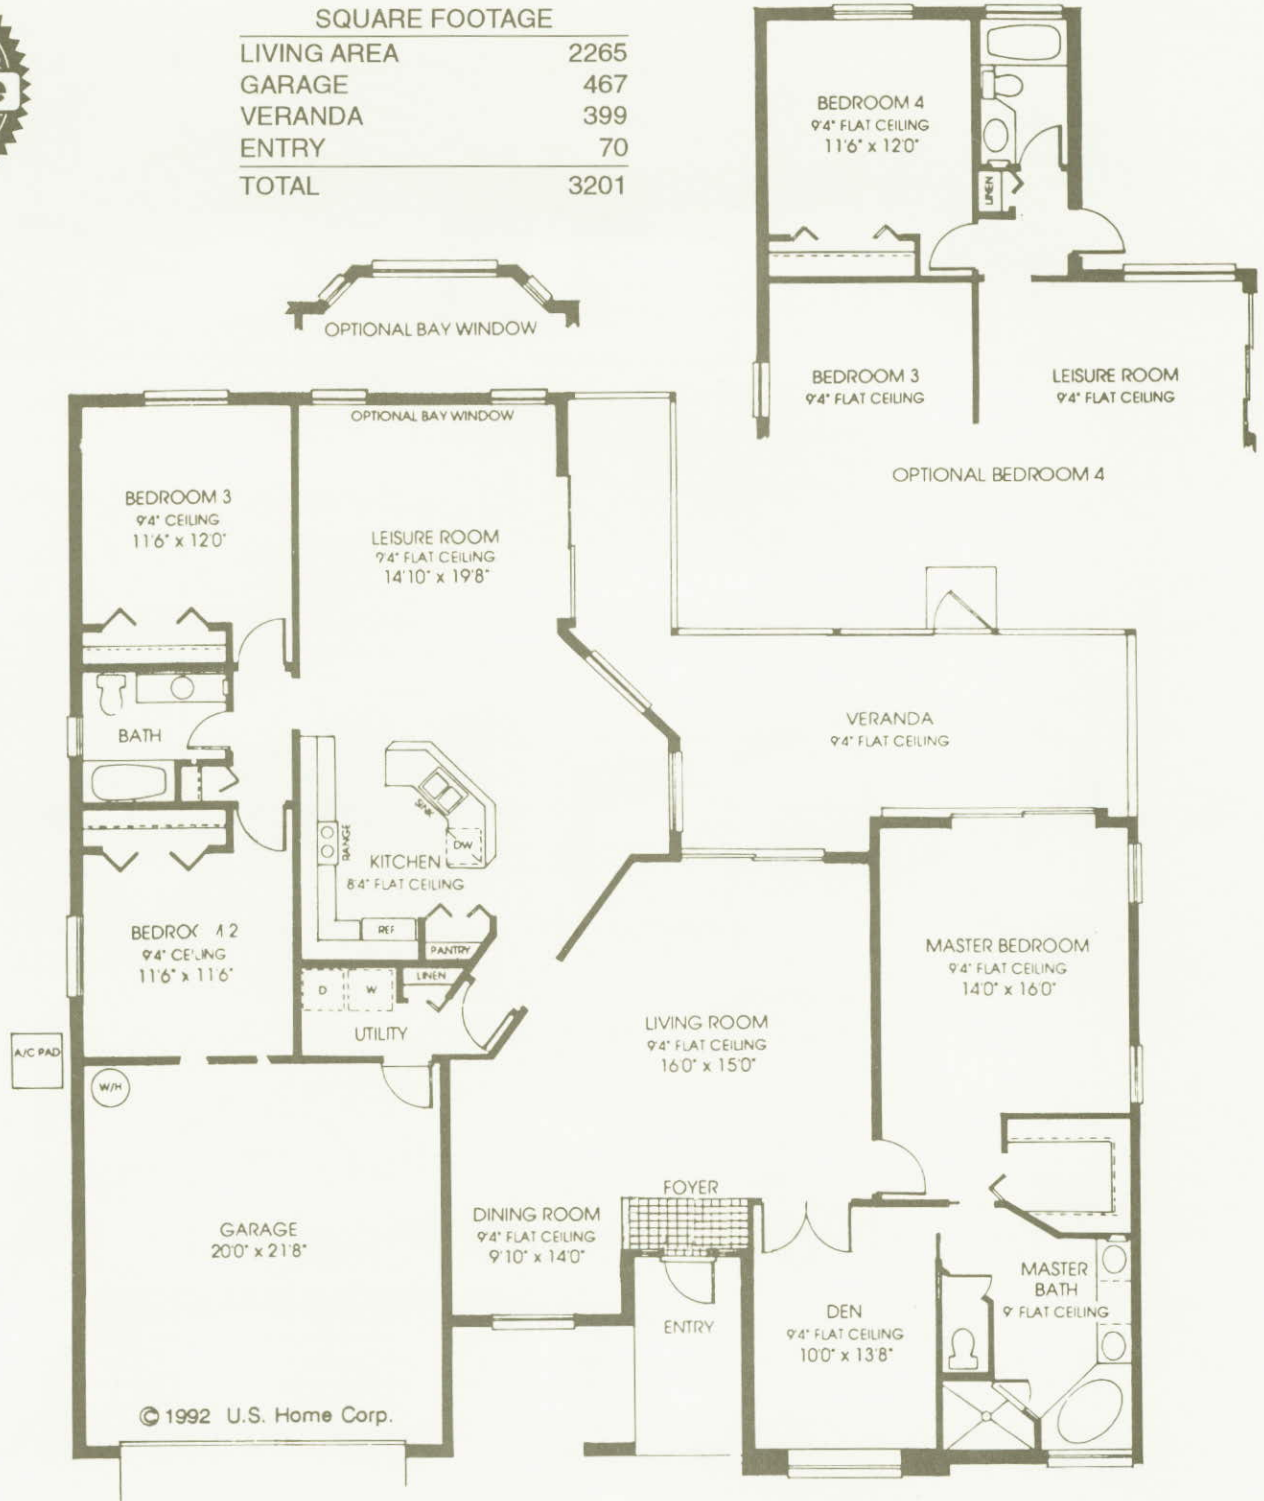 SQUARE FOOTAGE
LIVING AREA 2265
GARAGE 467
VERANDA 399
ENTRY 70
TOTAL 3201
OPTIONAL BAY WINDOW
BEDROOM 4
9'4" FLAT CEILING
11'6" x 12'0"
LINEN
BEDROOM 3
9'4" FLAT CEILING
LEISURE ROOM
9'4" FLAT CEILING
OPTIONAL BEDROOM 4
OPTIONAL BAY WINDOW
BEDROOM 3
9'4" CEILING
11'6" x 12'0"
LEISURE ROOM
9'4" FLAT CEILING
14'10" x 19'8"
BATH
VERANDA
9'4" FLAT CEILING
SINK
DW
RANGE
KITCHEN
8'4" FLAT CEILING
REF
PANTRY
BEDROO 2
9'4" CEILING
11'6" x 11'6"
LINEN
D
W
UTILITY
MASTER BEDROOM
9'4" FLAT CEILING
14'0" x 16'0"
LIVING ROOM
9'4" FLAT CEILING
16'0" x 15'0"
A/C PAD
W/H
FOYER
DINING ROOM
9'4" FLAT CEILING
9'10" x 14'0"
GARAGE
20'0" x 21'8"
ENTRY
DEN
9'4" FLAT CEILING
10'0" x 13'8"
MASTER
BATH
9' FLAT CEILING
© 1992 U.S. Home Corp.